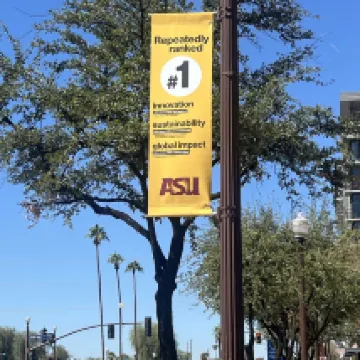 Repeatedly
ranked
#1
innovation
sustainability
global impact
ASU